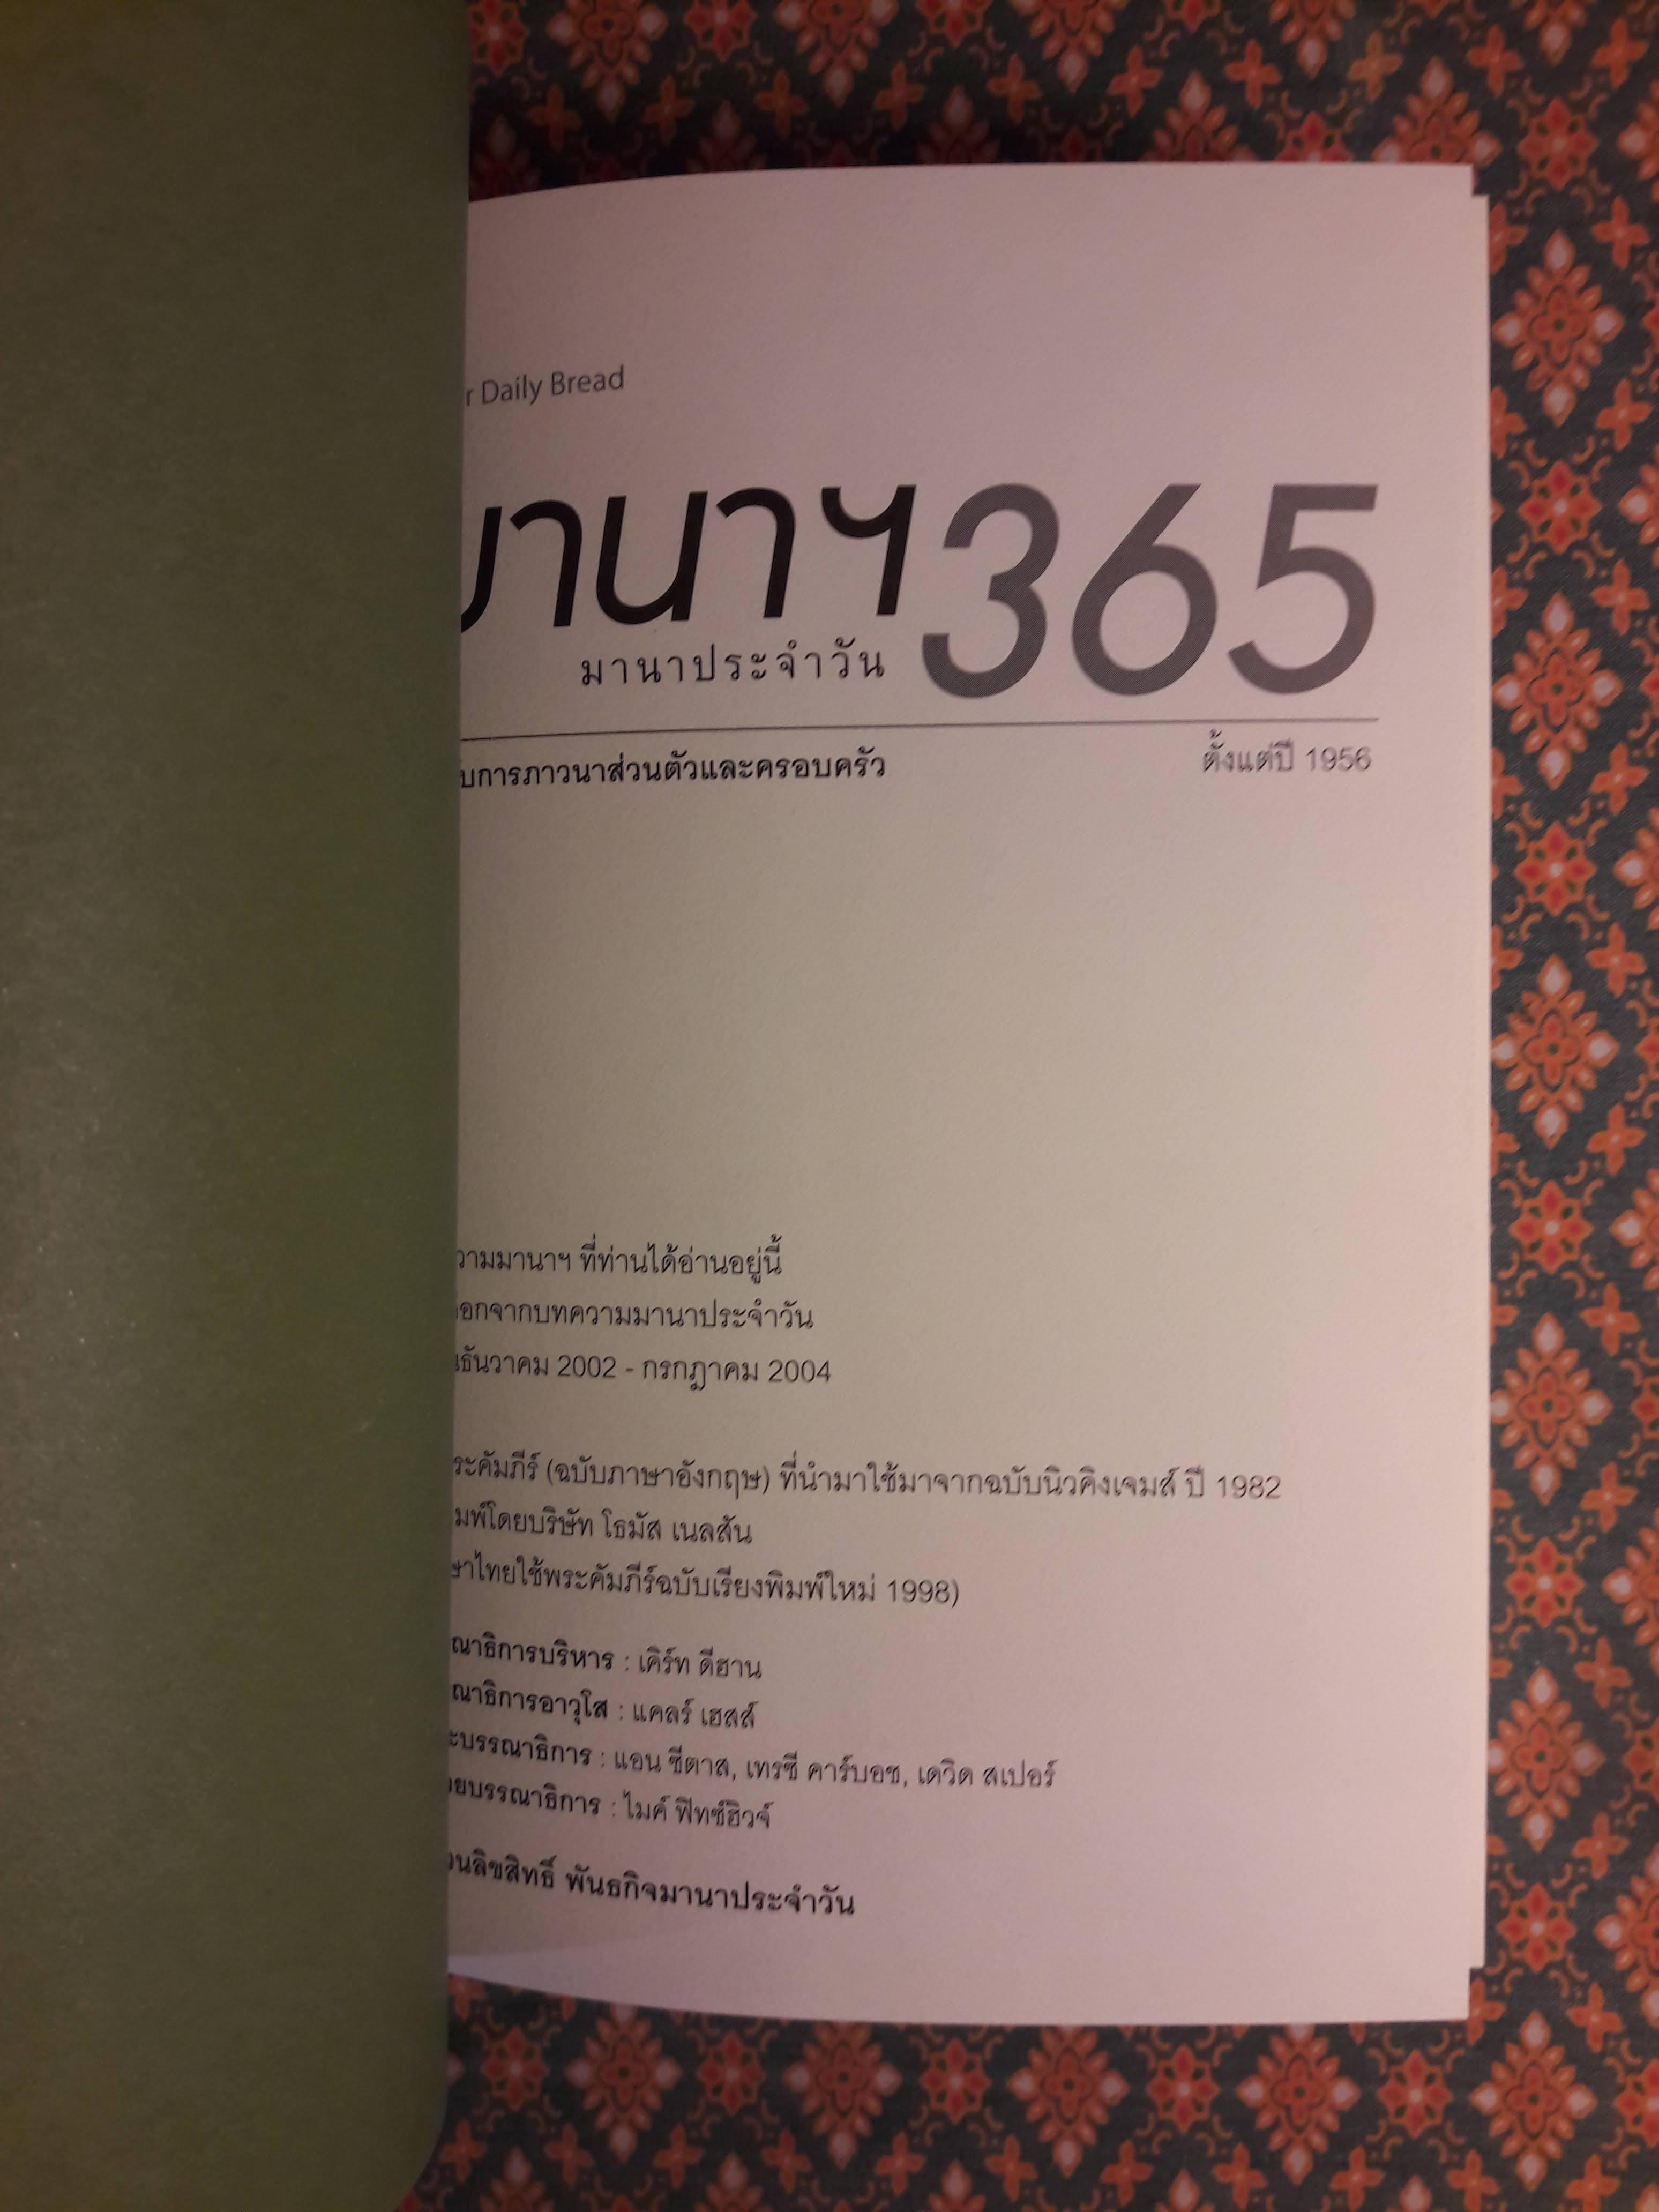 r Daily Bread
มานาฯ 365
มานาประจำวัน
บการภาวนาส่วนตัวและครอบครัว
ตั้งแต่ปี 1956
วามมานาฯ ที่ท่านได้อ่านอยู่นี้
อกจากบทความมานาประจำวัน
ธันวาคม 2002 - กรกฎาคม 2004
ระคัมภีร์ (ฉบับภาษาอังกฤษ) ที่นำมาใช้มาจากฉบับนิวคิงเจมส์ ปี 1982
มพ์โดยบริษัท โธมัส เนลสัน
ษาไทยใช้พระคัมภีร์ฉบับเรียงพิมพ์ใหม่ 1998)
ณาธิการบริหาร : เคิร์ท ดีฮาน
ณาธิการอาวุโส : แคลร์ เฮสส์
ะบรรณาธิการ : แอน ซีตาส, เทรซี คาร์บอช, เดวิด สเปอร์
ยบรรณาธิการ : ไมค์ ฟิทซ์ฮิวจ์
วนลิขสิทธิ์ พันธกิจมานาประจำวัน